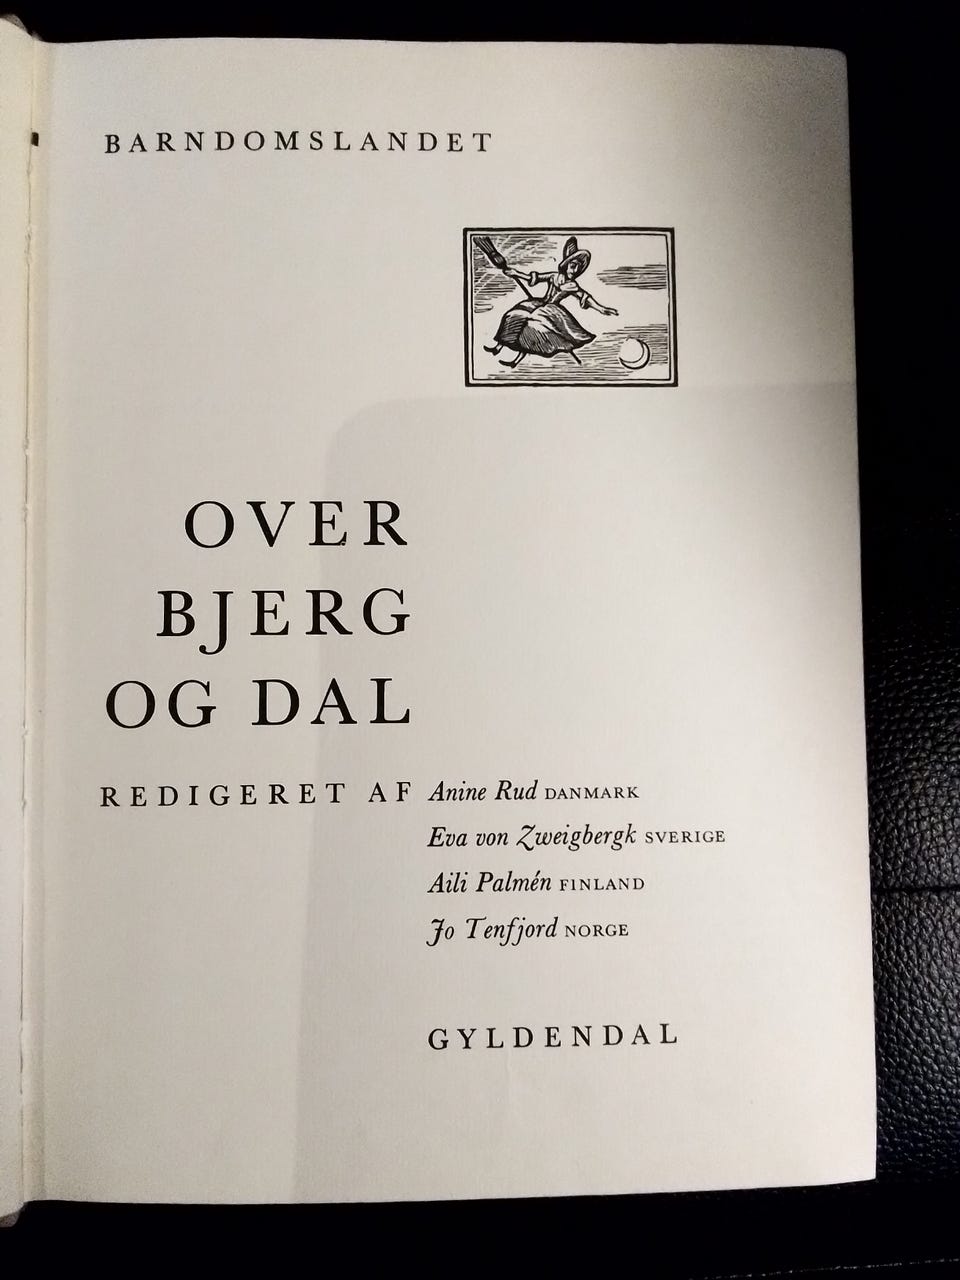 BARNDOMSLANDET
OVER
BJERG
OG DAL
REDIGERET AF Anine Rud DANMARK
Eva von Zweigbergk SVERIGE
Aili Palmén FINLAND
Jo Tenfjord NORGE
GYLDENDAL